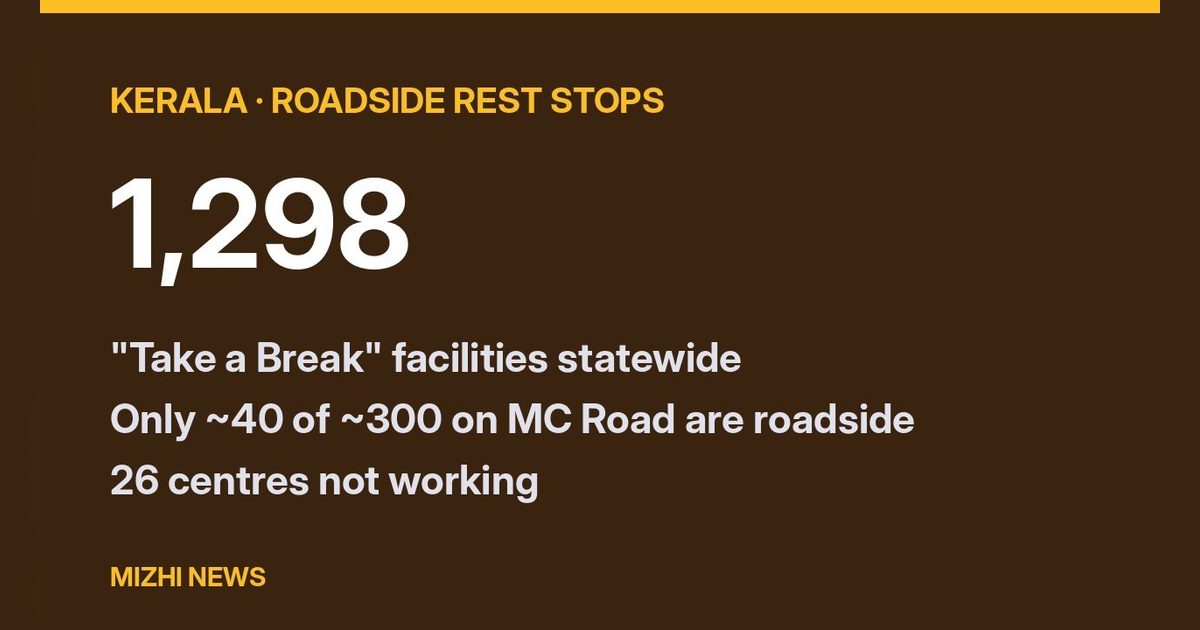 KERALA · ROADSIDE REST STOPS
1,298
"Take a Break" facilities statewide
Only ~40 of ~300 on MC Road are roadside
26 centres not working
MIZHI NEWS